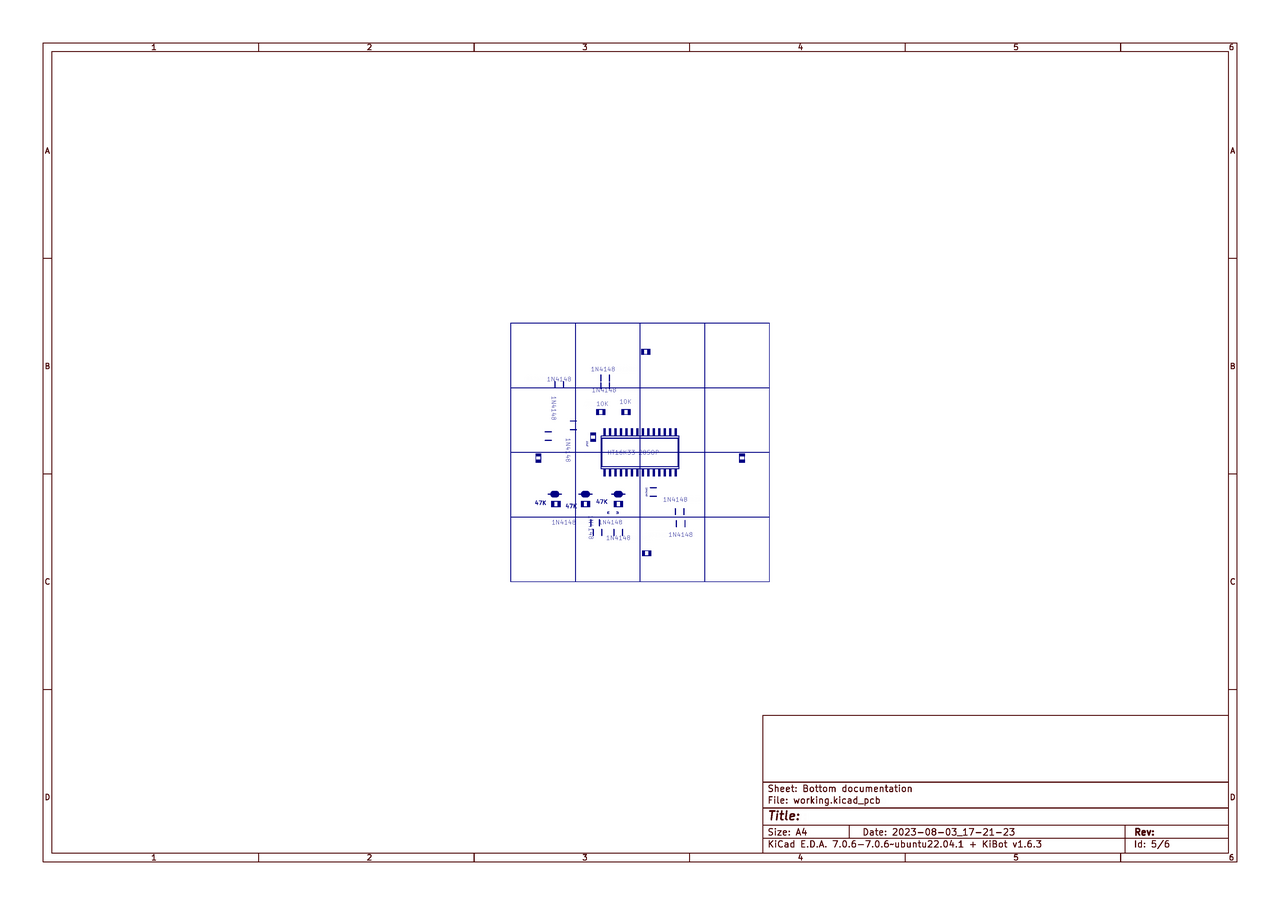 1 2 3 4 5 6
A A
B B
1N4148
1N4148
1N4148
1N4148
10K 10K
1N4148
HT16K33-28SOP
47K 47K 47K
1N4148
1N4148 1N4148
1N4148
1N4148
C C
D D
Sheet: Bottom documentation
File: working.kicad_pcb
Title:
Size: A4 Date: 2023-08-03_17-21-23 Rev:
KiCad E.D.A. 7.0.6-7.0.6~ubuntu22.04.1 + KiBot v1.6.3 Id: 5/6
1 2 3 4 5 6